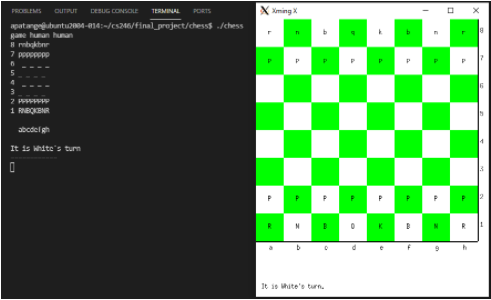 PROBLEMS OUTPUT DEBUG CONSOLE TERMINAL PORTS
apatange@ubuntu2004-014:~/cs246/final_project/chess$ ./chess
game human human
8 rnbqkbnr
7 pppppppp
6 _ _ _ _
5 _ _ _ _
4 _ _ _ _
3 _ _ _ _
2 PPPPPPPP
1 RNBQKBNR
abcdefgh
It is White's turn
Xming X
r n b q k b n r 8
P P P P P P P P 7
6
5
4
3
P P P P P P P P 2
R N B Q K B N R 1
a b c d e f g h
It is White's turn.